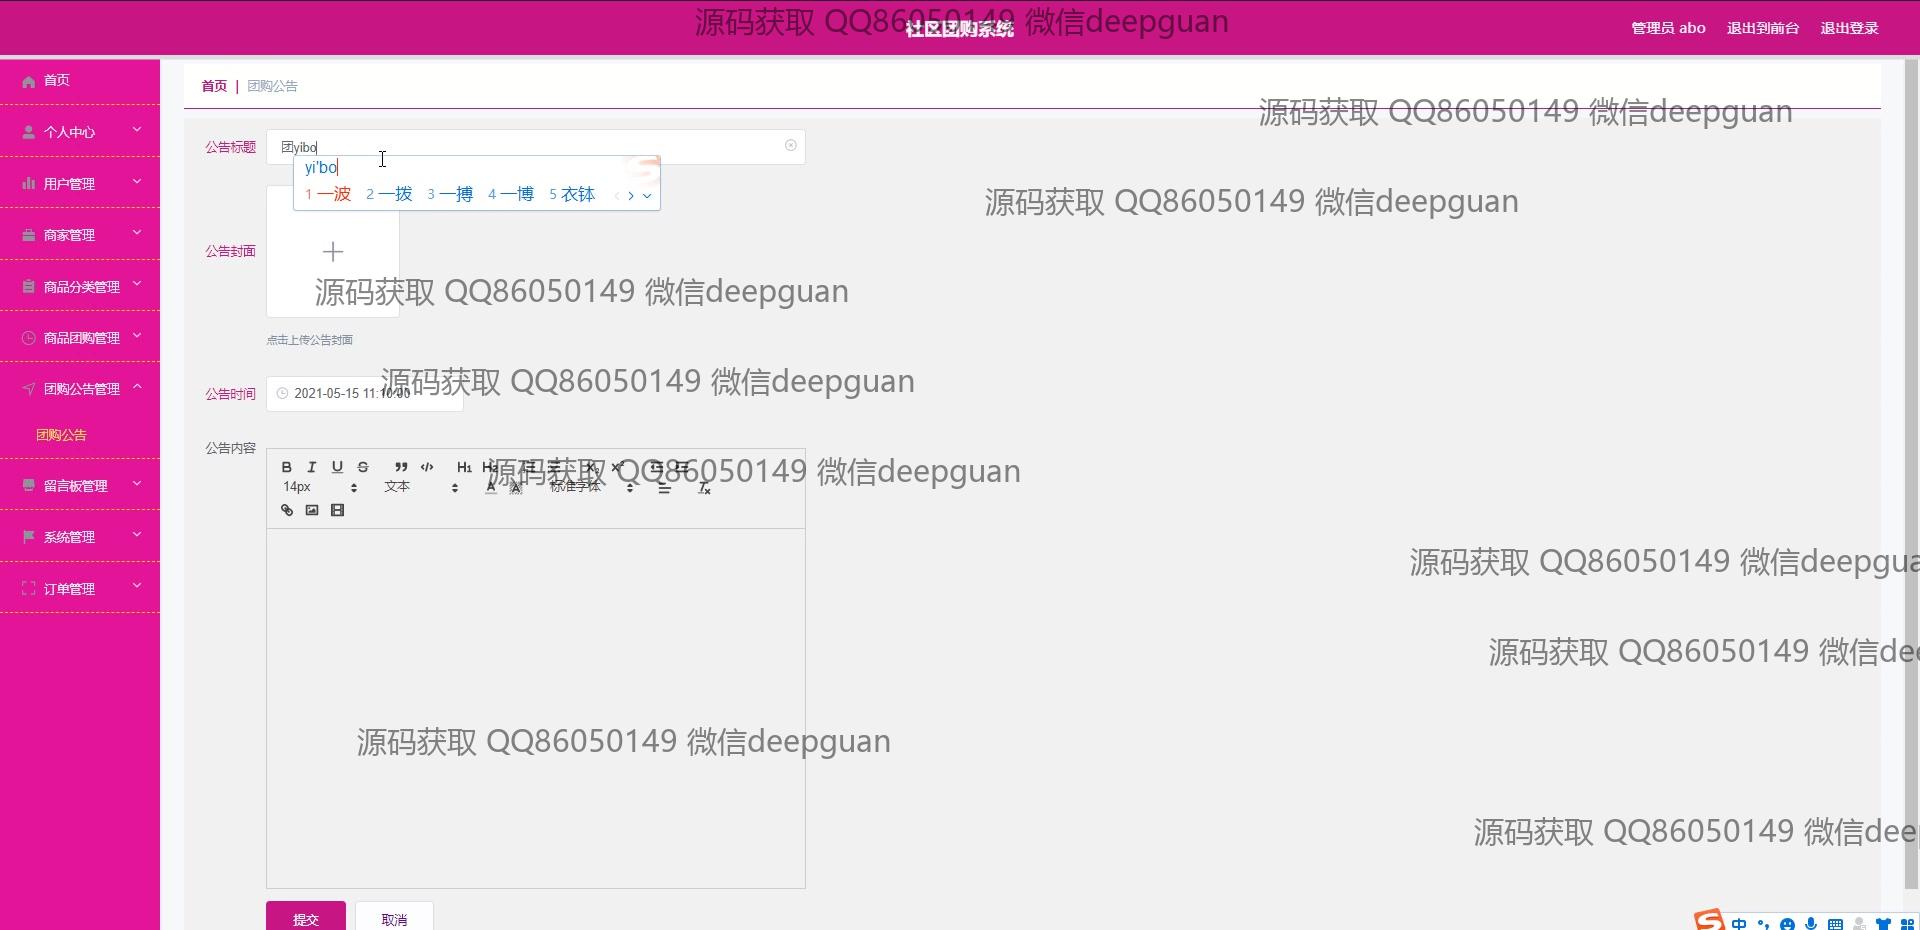 源码获取 QQ86050149 微信deepguan
社区团购系统
管理员 abo 退出到前台 退出登录
首页
个人中心
用户管理
商家管理
商品分类管理
商品团购管理
团购公告管理
团购公告
留言板管理
系统管理
订单管理
首页 | 团购公告
源码获取 QQ86050149 微信deepguan
公告标题 团yibo
yi'bo
1 一波 2 一拨 3 一搏 4 一博 5 衣钵
源码获取 QQ86050149 微信deepguan
公告封面
源码获取 QQ86050149 微信deepguan
点击上传公告封面
公告时间 2021-05-15 11:10:00
源码获取 QQ86050149 微信deepguan
公告内容
B I U S ” </> H1 H2 X₂ X²
源码获取 QQ86050149 微信deepguan
14px 文本 A A 标准字体 Tx
源码获取 QQ86050149 微信deepgua
源码获取 QQ86050149 微信dee
源码获取 QQ86050149 微信deepguan
源码获取 QQ86050149 微信dee
提交 取消
中